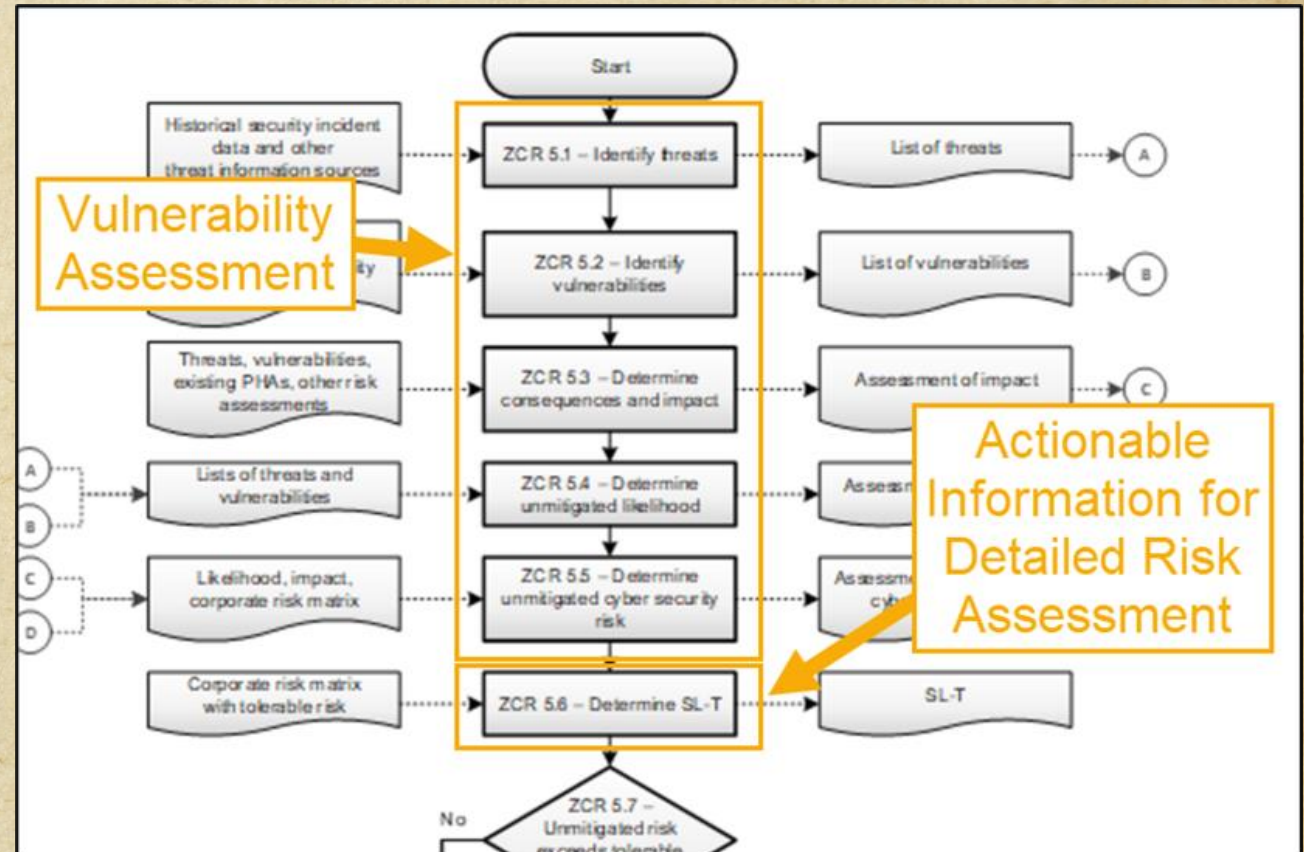 Start
Historical security incident
data and other
threat information sources
ZCR 5.1 – Identify threats
List of threats
A
Vulnerability
Assessment
ity
ZCR 5.2 – Identify
vulnerabilities
List of vulnerabilities
B
Threats, vulnerabilities,
existing PHAs, other risk
assessments
ZCR 5.3 – Determine
consequences and impact
Assessment of impact
C
Actionable
Information for
Detailed Risk
Assessment
A
B
Lists of threats and
vulnerabilities
ZCR 5.4 – Determine
unmitigated likelihood
C
D
Likelihood, impact,
corporate risk matrix
ZCR 5.5 – Determine
unmitigated cyber security
risk
Corporate risk matrix
with tolerable risk
ZCR 5.6 – Determine SL-T
SL-T
No
ZCR 5.7 –
Unmitigated risk
exceeds tolerable